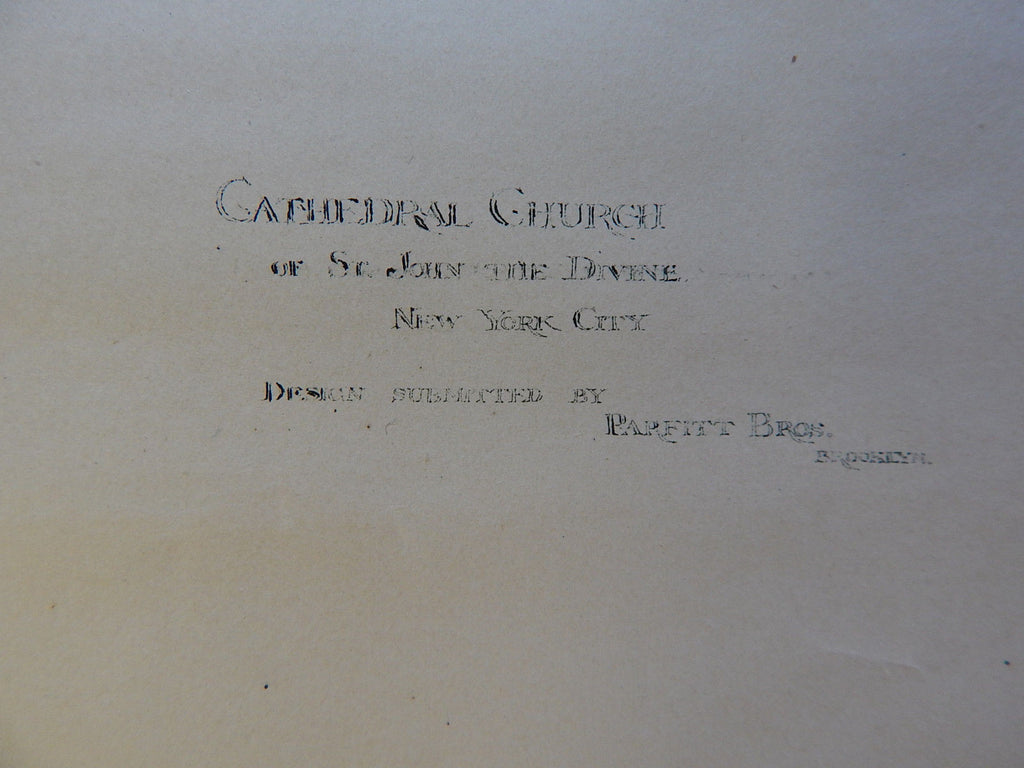 Cathedral Church
of St. John the Divine.
New York City
Design submitted by
Parfitt Bros.
Brooklyn.